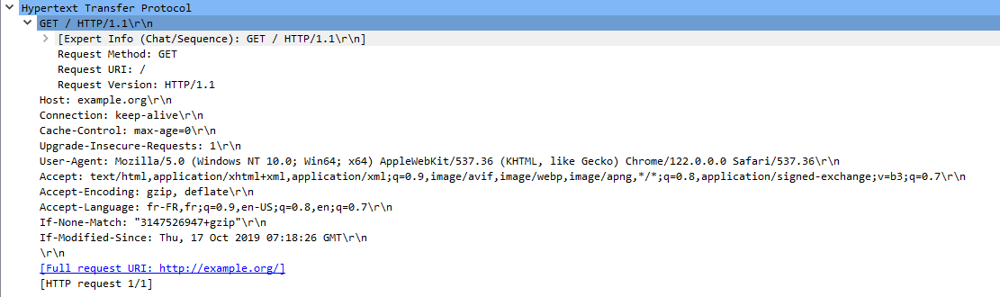 Hypertext Transfer Protocol
GET / HTTP/1.1\r\n
[Expert Info (Chat/Sequence): GET / HTTP/1.1\r\n]
Request Method: GET
Request URI: /
Request Version: HTTP/1.1
Host: example.org\r\n
Connection: keep-alive\r\n
Cache-Control: max-age=0\r\n
Upgrade-Insecure-Requests: 1\r\n
User-Agent: Mozilla/5.0 (Windows NT 10.0; Win64; x64) AppleWebKit/537.36 (KHTML, like Gecko) Chrome/122.0.0.0 Safari/537.36\r\n
Accept: text/html,application/xhtml+xml,application/xml;q=0.9,image/avif,image/webp,image/apng,*/*;q=0.8,application/signed-exchange;v=b3;q=0.7\r\n
Accept-Encoding: gzip, deflate\r\n
Accept-Language: fr-FR,fr;q=0.9,en-US;q=0.8,en;q=0.7\r\n
If-None-Match: "3147526947+gzip"\r\n
If-Modified-Since: Thu, 17 Oct 2019 07:18:26 GMT\r\n
\r\n
[Full request URI: http://example.org/]
[HTTP request 1/1]